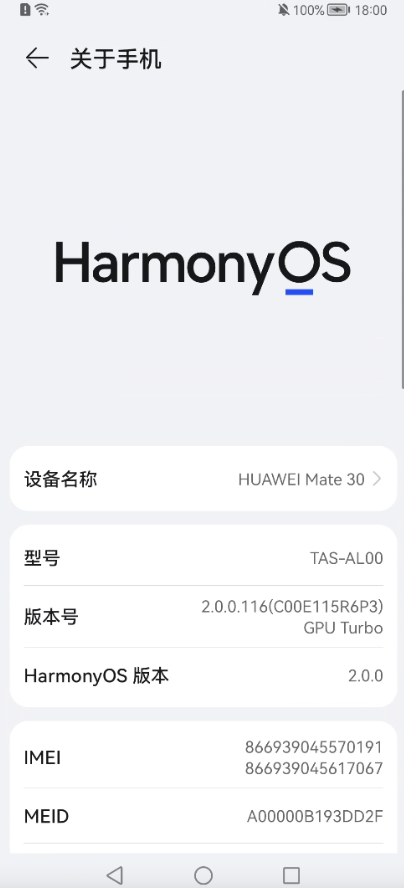 100% 18:00
关于手机
HarmonyOS
设备名称 HUAWEI Mate 30
型号 TAS-AL00
版本号 2.0.0.116(C00E115R6P3)
GPU Turbo
HarmonyOS 版本 2.0.0
IMEI 866939045570191
866939045617067
MEID A00000B193DD2F